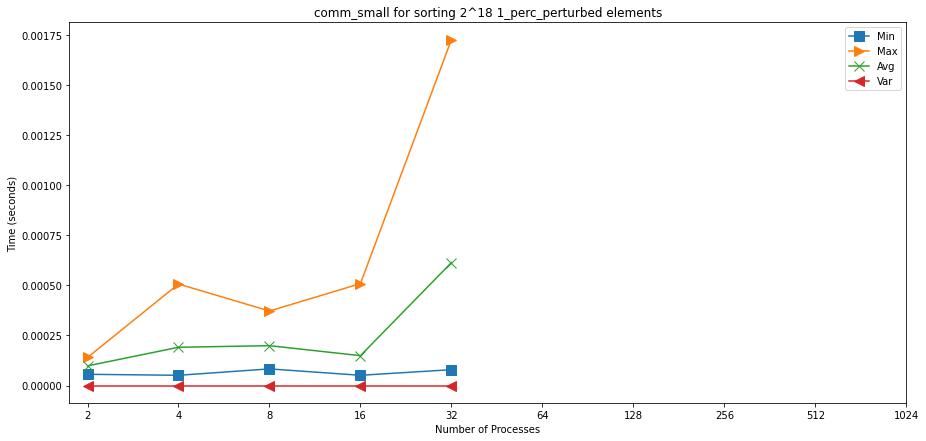 comm_small for sorting 2^18 1_perc_perturbed elements
Min
Max
Avg
Var
0.00175
0.00150
0.00125
0.00100
0.00075
0.00050
0.00025
0.00000
Time (seconds)
2 4 8 16 32 64 128 256 512 1024
Number of Processes